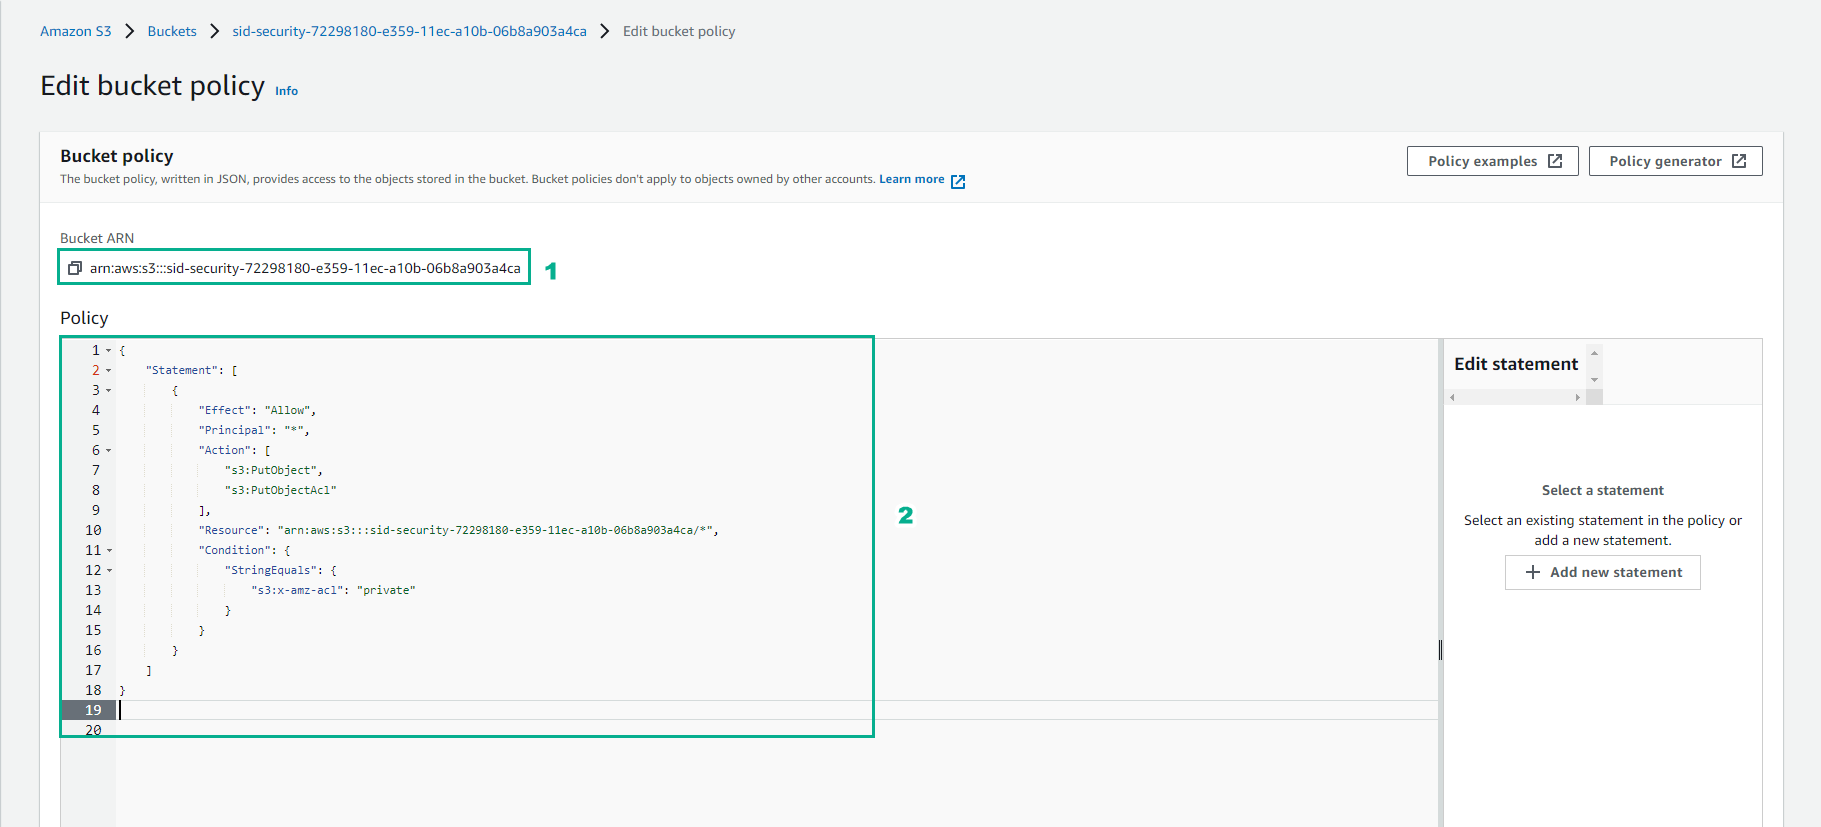 Amazon S3 > Buckets > sid-security-72298180-e359-11ec-a10b-06b8a903a4ca > Edit bucket policy
Edit bucket policy Info
Bucket policy
The bucket policy, written in JSON, provides access to the objects stored in the bucket. Bucket policies don't apply to objects owned by other accounts. Learn more
Policy examples
Policy generator
Bucket ARN
arn:aws:s3:::sid-security-72298180-e359-11ec-a10b-06b8a903a4ca 1
Policy
1 {
2     "Statement": [
3         {
4             "Effect": "Allow",
5             "Principal": "*",
6             "Action": [
7                 "s3:PutObject",
8                 "s3:PutObjectAcl"
9             ],
10             "Resource": "arn:aws:s3:::sid-security-72298180-e359-11ec-a10b-06b8a903a4ca/*",
11             "Condition": {
12                 "StringEquals": {
13                     "s3:x-amz-acl": "private"
14                 }
15             }
16         }
17     ]
18 }
19
20
2
Edit statement
Select a statement
Select an existing statement in the policy or
add a new statement.
+ Add new statement